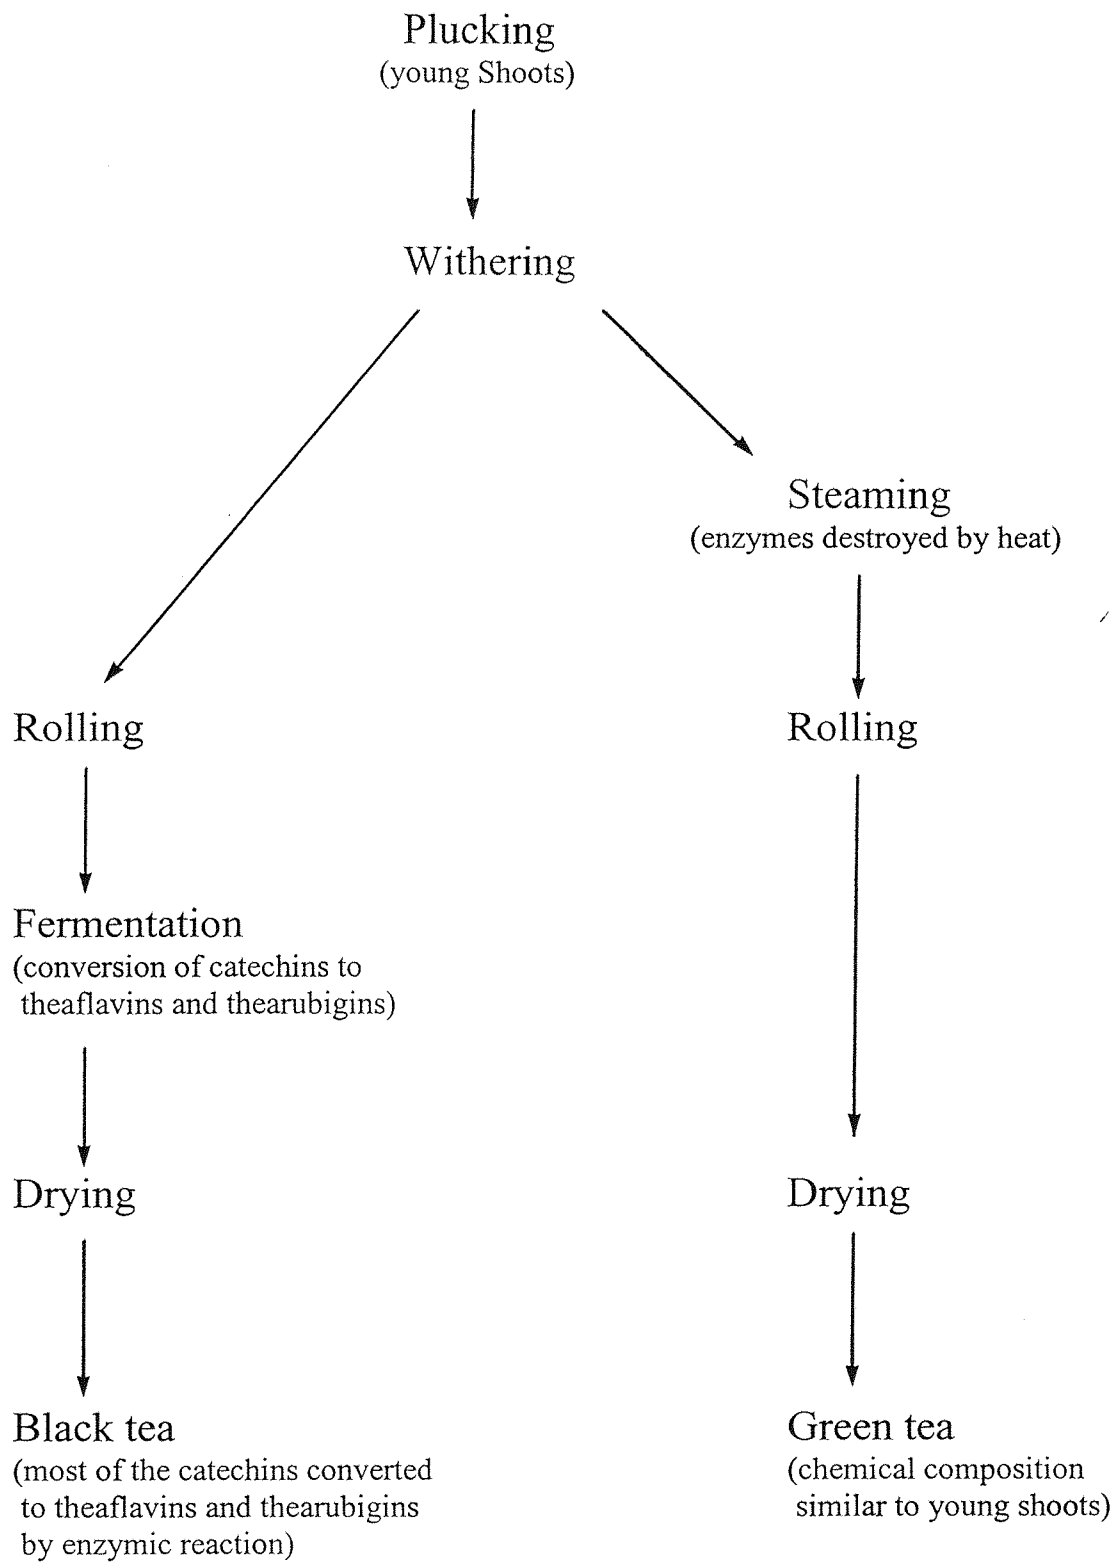 Plucking
(young Shoots)
Withering
Steaming
(enzymes destroyed by heat)
Rolling
Rolling
Fermentation
(conversion of catechins to
theaflavins and thearubigins)
Drying
Drying
Black tea
(most of the catechins converted
to theaflavins and thearubigins
by enzymic reaction)
Green tea
(chemical composition
similar to young shoots)